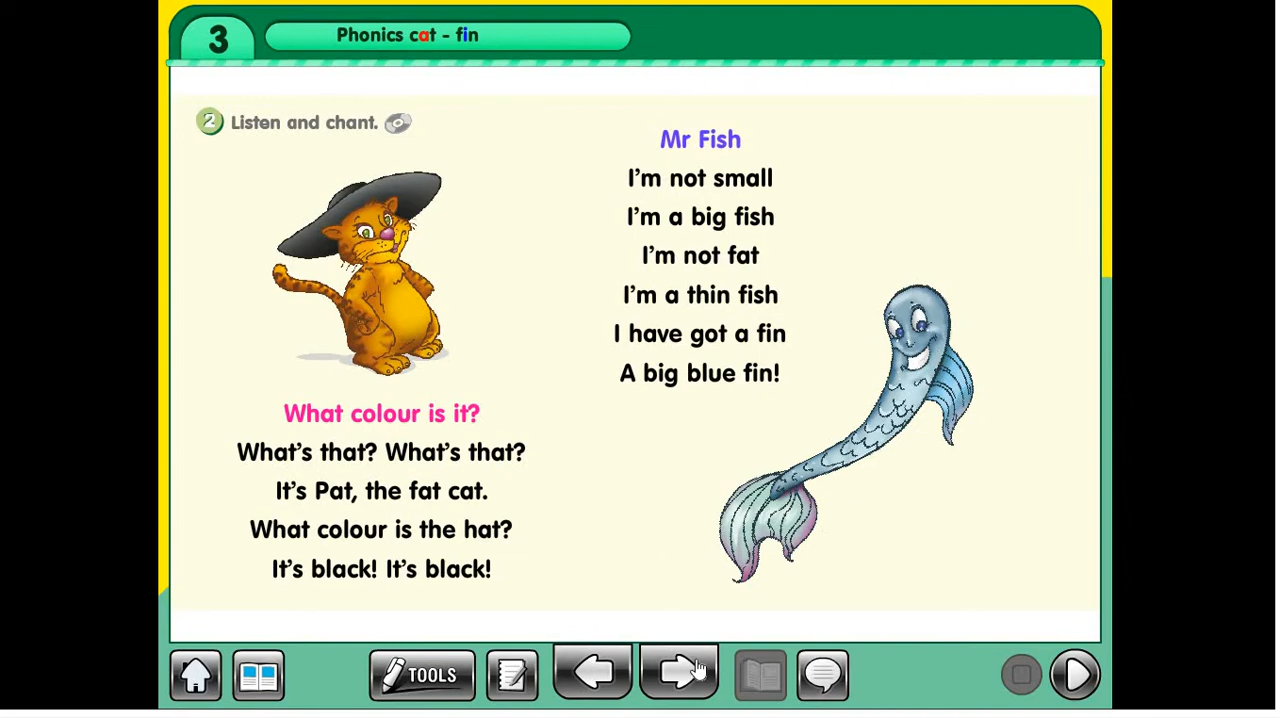 3
Phonics cat - fin
2 Listen and chant.
What colour is it?
What's that? What's that?
It's Pat, the fat cat.
What colour is the hat?
It's black! It's black!
Mr Fish
I'm not small
I'm a big fish
I'm not fat
I'm a thin fish
I have got a fin
A big blue fin!
TOOLS